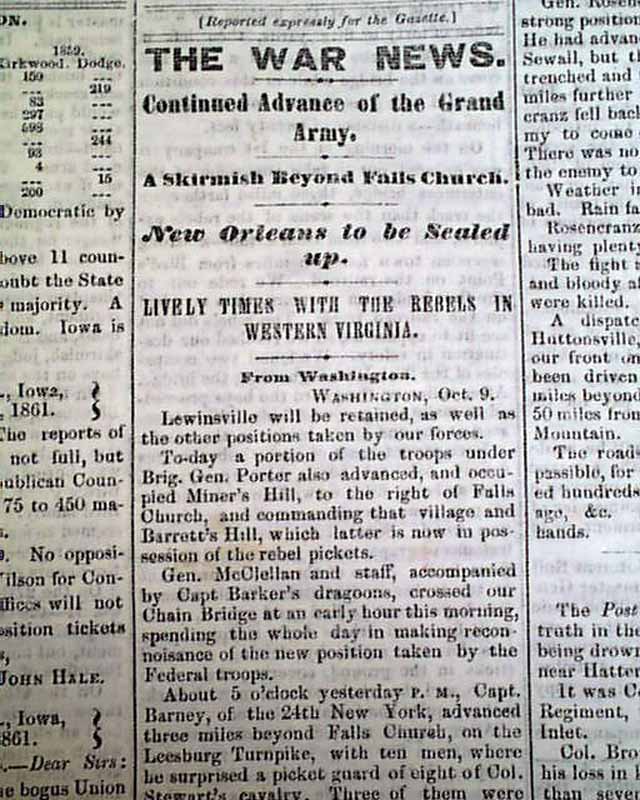 ON.
1859.
Kirkwood. Dodge.
159 ---
--- 219
83 ---
297 ---
598 ---
--- 244
93 ---
4 ---
--- 15
200 ---
Democratic by
bove 11 coun-
oubt the State
majority. A
dom. Iowa is
., Iowa,
, 1861.
The reports of
not full, but
publican Coun-
75 to 450 ma-
s.
9. No opposi-
Wilson for Con-
ffices will not
osition tickets
s,
JOHN HALE.
., Iowa,
861.
s.—Dear Sirs:
he bogus Union
[Reported expressly for the Gazette.]
THE WAR NEWS.
Continued Advance of the Grand
Army.
A Skirmish Beyond Falls Church.
New Orleans to be Sealed
up.
LIVELY TIMES WITH THE REBELS IN
WESTERN VIRGINIA.
From Washington.
WASHINGTON, Oct. 9.
Lewinsville will be retained, as well as
the other positions taken by our forces.
To-day a portion of the troops under
Brig. Gen. Porter also advanced, and occu-
pied Miner's Hill, to the right of Falls
Church, and commanding that village and
Barrett's Hill, which latter is now in pos-
session of the rebel pickets.
Gen. McClellan and staff, accompanied
by Capt Barker's dragoons, crossed our
Chain Bridge at an early hour this morning,
spending the whole day in making recon-
noisance of the new position taken by the
Federal troops.
About 5 o'clock yesterday P. M., Capt.
Barney, of the 24th New York, advanced
three miles beyond Falls Church, on the
Leesburg Turnpike, with ten men, where
he surprised a picket guard of eight of Col.
Stewart's cavalry. Three of them were
Gen. Rosen
strong position
He had advan
Sewall, but th
trenched and
miles further
cranz fell back
my to come
There was no
the enemy to
Weather in
bad. Rain fa
Rosencranz
having plenty
The fight
and bloody a
were killed.
A dispatc
Huttonsville,
our front on
been driven
miles beyond
50 miles from
Mountain.
The road
passible, for
ed hundreds
age, &c.
hands.
The Post
truth in the
being drown
near Hatter
It was C
Regiment,
Inlet.
Col. Bro
his loss in
than seve